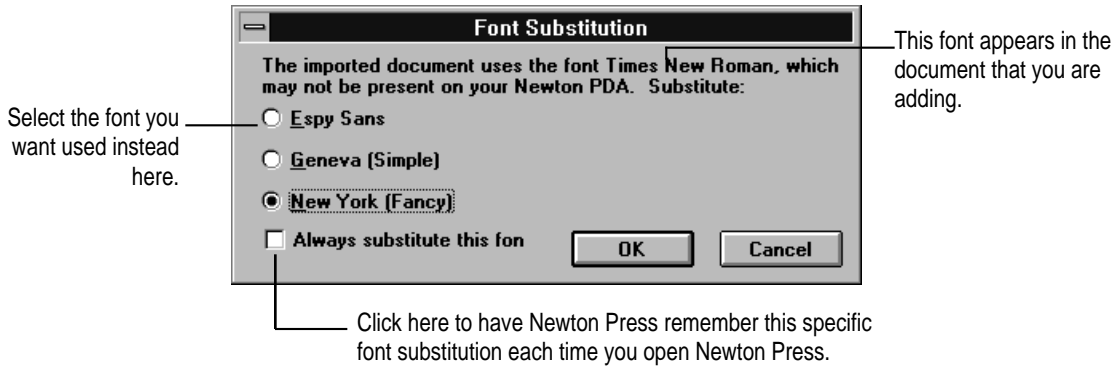 Font Substitution
The imported document uses the font Times New Roman, which
may not be present on your Newton PDA.  Substitute:
Espy Sans
Geneva (Simple)
New York (Fancy)
Always substitute this fon
OK
Cancel
This font appears in the
document that you are
adding.
Select the font you
want used instead
here.
Click here to have Newton Press remember this specific
font substitution each time you open Newton Press.